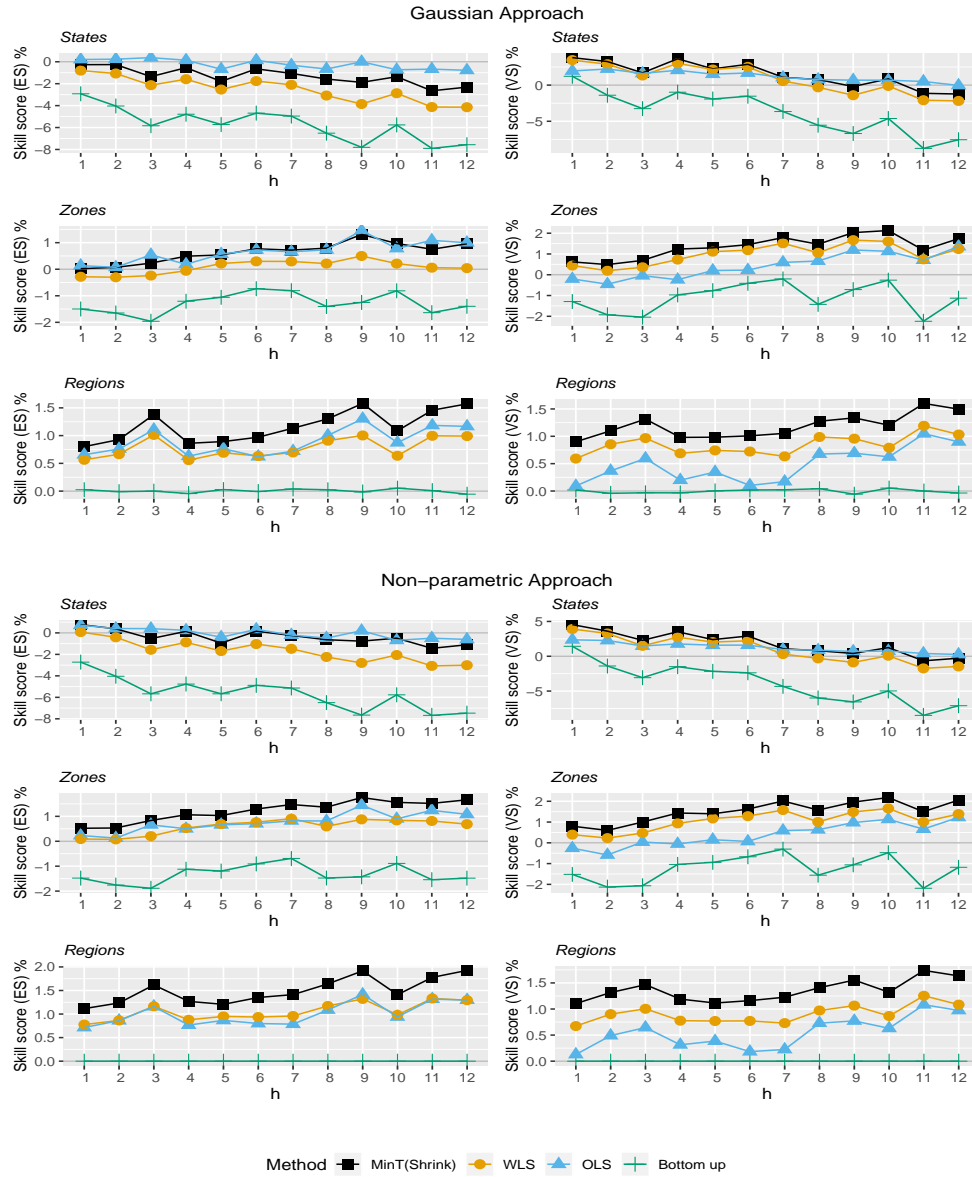 Gaussian Approach
States
Skill score (ES) %
0
−2
−4
−6
−8
1 2 3 4 5 6 7 8 9 10 11 12
h
States
Skill score (VS) %
0
−5
1 2 3 4 5 6 7 8 9 10 11 12
h
Zones
Skill score (ES) %
1
0
−1
−2
1 2 3 4 5 6 7 8 9 10 11 12
h
Zones
Skill score (VS) %
2
1
0
−1
−2
1 2 3 4 5 6 7 8 9 10 11 12
h
Regions
Skill score (ES) %
1.5
1.0
0.5
0.0
1 2 3 4 5 6 7 8 9 10 11 12
h
Regions
Skill score (VS) %
1.5
1.0
0.5
0.0
1 2 3 4 5 6 7 8 9 10 11 12
h
Non−parametric Approach
States
Skill score (ES) %
0
−2
−4
−6
−8
1 2 3 4 5 6 7 8 9 10 11 12
h
States
Skill score (VS) %
5
0
−5
1 2 3 4 5 6 7 8 9 10 11 12
h
Zones
Skill score (ES) %
1
0
−1
−2
1 2 3 4 5 6 7 8 9 10 11 12
h
Zones
Skill score (VS) %
2
1
0
−1
−2
1 2 3 4 5 6 7 8 9 10 11 12
h
Regions
Skill score (ES) %
2.0
1.5
1.0
0.5
0.0
1 2 3 4 5 6 7 8 9 10 11 12
h
Regions
Skill score (VS) %
1.5
1.0
0.5
0.0
1 2 3 4 5 6 7 8 9 10 11 12
h
Method MinT(Shrink) WLS OLS Bottom up